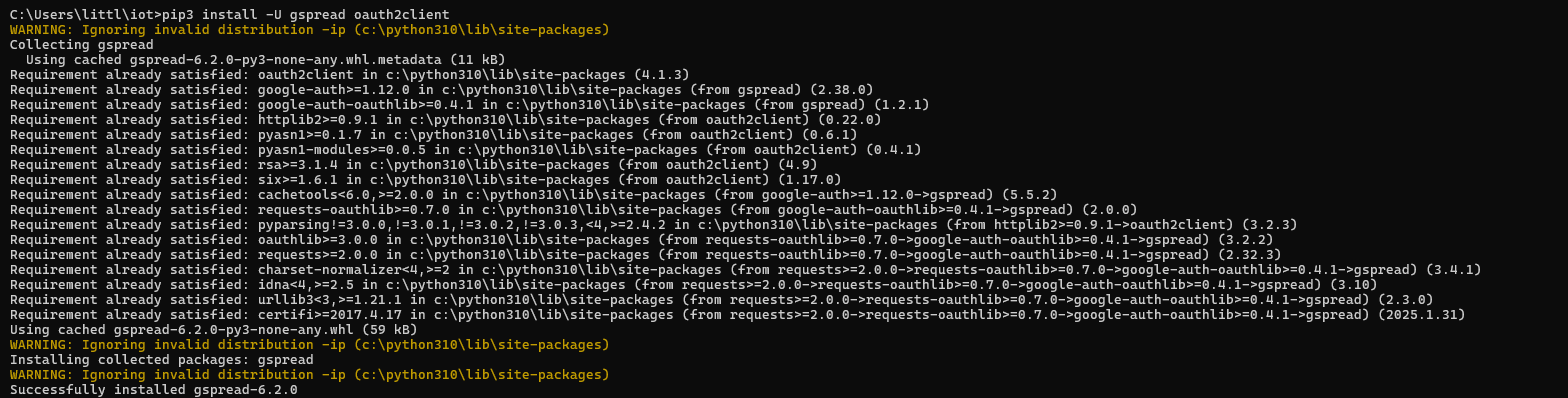 C:\Users\littl\iot>pip3 install -U gspread oauth2client
WARNING: Ignoring invalid distribution -ip (c:\python310\lib\site-packages)
Collecting gspread
  Using cached gspread-6.2.0-py3-none-any.whl.metadata (11 kB)
Requirement already satisfied: oauth2client in c:\python310\lib\site-packages (4.1.3)
Requirement already satisfied: google-auth>=1.12.0 in c:\python310\lib\site-packages (from gspread) (2.38.0)
Requirement already satisfied: google-auth-oauthlib>=0.4.1 in c:\python310\lib\site-packages (from gspread) (1.2.1)
Requirement already satisfied: httplib2>=0.9.1 in c:\python310\lib\site-packages (from oauth2client) (0.22.0)
Requirement already satisfied: pyasn1>=0.1.7 in c:\python310\lib\site-packages (from oauth2client) (0.6.1)
Requirement already satisfied: pyasn1-modules>=0.0.5 in c:\python310\lib\site-packages (from oauth2client) (0.4.1)
Requirement already satisfied: rsa>=3.1.4 in c:\python310\lib\site-packages (from oauth2client) (4.9)
Requirement already satisfied: six>=1.6.1 in c:\python310\lib\site-packages (from oauth2client) (1.17.0)
Requirement already satisfied: cachetools<6.0,>=2.0.0 in c:\python310\lib\site-packages (from google-auth>=1.12.0->gspread) (5.5.2)
Requirement already satisfied: requests-oauthlib>=0.7.0 in c:\python310\lib\site-packages (from google-auth-oauthlib>=0.4.1->gspread) (2.0.0)
Requirement already satisfied: pyparsing!=3.0.0,!=3.0.1,!=3.0.2,!=3.0.3,<4,>=2.4.2 in c:\python310\lib\site-packages (from httplib2>=0.9.1->oauth2client) (3.2.3)
Requirement already satisfied: oauthlib>=3.0.0 in c:\python310\lib\site-packages (from requests-oauthlib>=0.7.0->google-auth-oauthlib>=0.4.1->gspread) (3.2.2)
Requirement already satisfied: requests>=2.0.0 in c:\python310\lib\site-packages (from requests-oauthlib>=0.7.0->google-auth-oauthlib>=0.4.1->gspread) (2.32.3)
Requirement already satisfied: charset-normalizer<4,>=2 in c:\python310\lib\site-packages (from requests>=2.0.0->requests-oauthlib>=0.7.0->google-auth-oauthlib>=0.4.1->gspread) (3.4.1)
Requirement already satisfied: idna<4,>=2.5 in c:\python310\lib\site-packages (from requests>=2.0.0->requests-oauthlib>=0.7.0->google-auth-oauthlib>=0.4.1->gspread) (3.10)
Requirement already satisfied: urllib3<3,>=1.21.1 in c:\python310\lib\site-packages (from requests>=2.0.0->requests-oauthlib>=0.7.0->google-auth-oauthlib>=0.4.1->gspread) (2.3.0)
Requirement already satisfied: certifi>=2017.4.17 in c:\python310\lib\site-packages (from requests>=2.0.0->requests-oauthlib>=0.7.0->google-auth-oauthlib>=0.4.1->gspread) (2025.1.31)
Using cached gspread-6.2.0-py3-none-any.whl (59 kB)
WARNING: Ignoring invalid distribution -ip (c:\python310\lib\site-packages)
Installing collected packages: gspread
WARNING: Ignoring invalid distribution -ip (c:\python310\lib\site-packages)
Successfully installed gspread-6.2.0